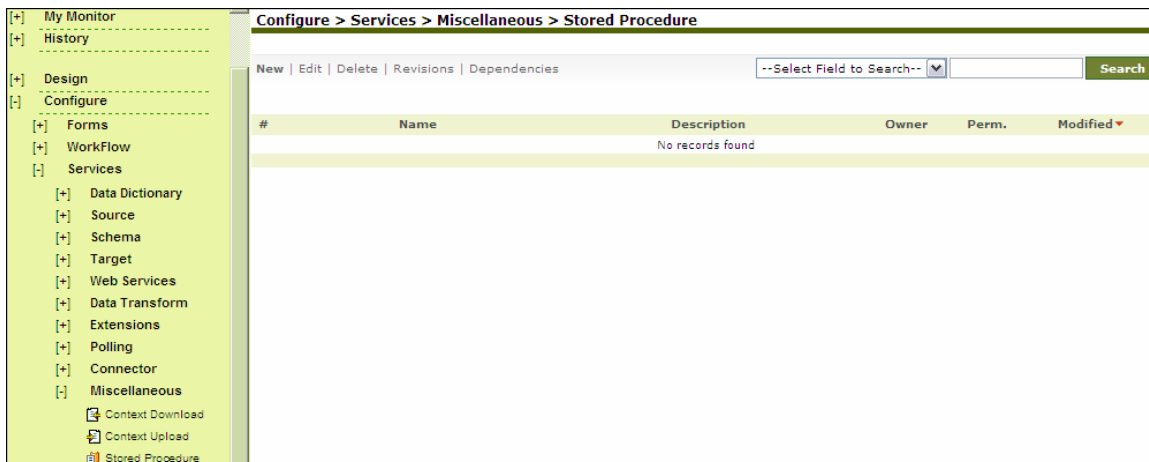 [+] My Monitor
[+] History
[+] Design
[-] Configure
[+] Forms
[+] WorkFlow
[-] Services
[+] Data Dictionary
[+] Source
[+] Schema
[+] Target
[+] Web Services
[+] Data Transform
[+] Extensions
[+] Polling
[+] Connector
[-] Miscellaneous
Context Download
Context Upload
Stored Procedure
Configure > Services > Miscellaneous > Stored Procedure
New | Edit | Delete | Revisions | Dependencies --Select Field to Search-- Search
# Name Description Owner Perm. Modified
No records found